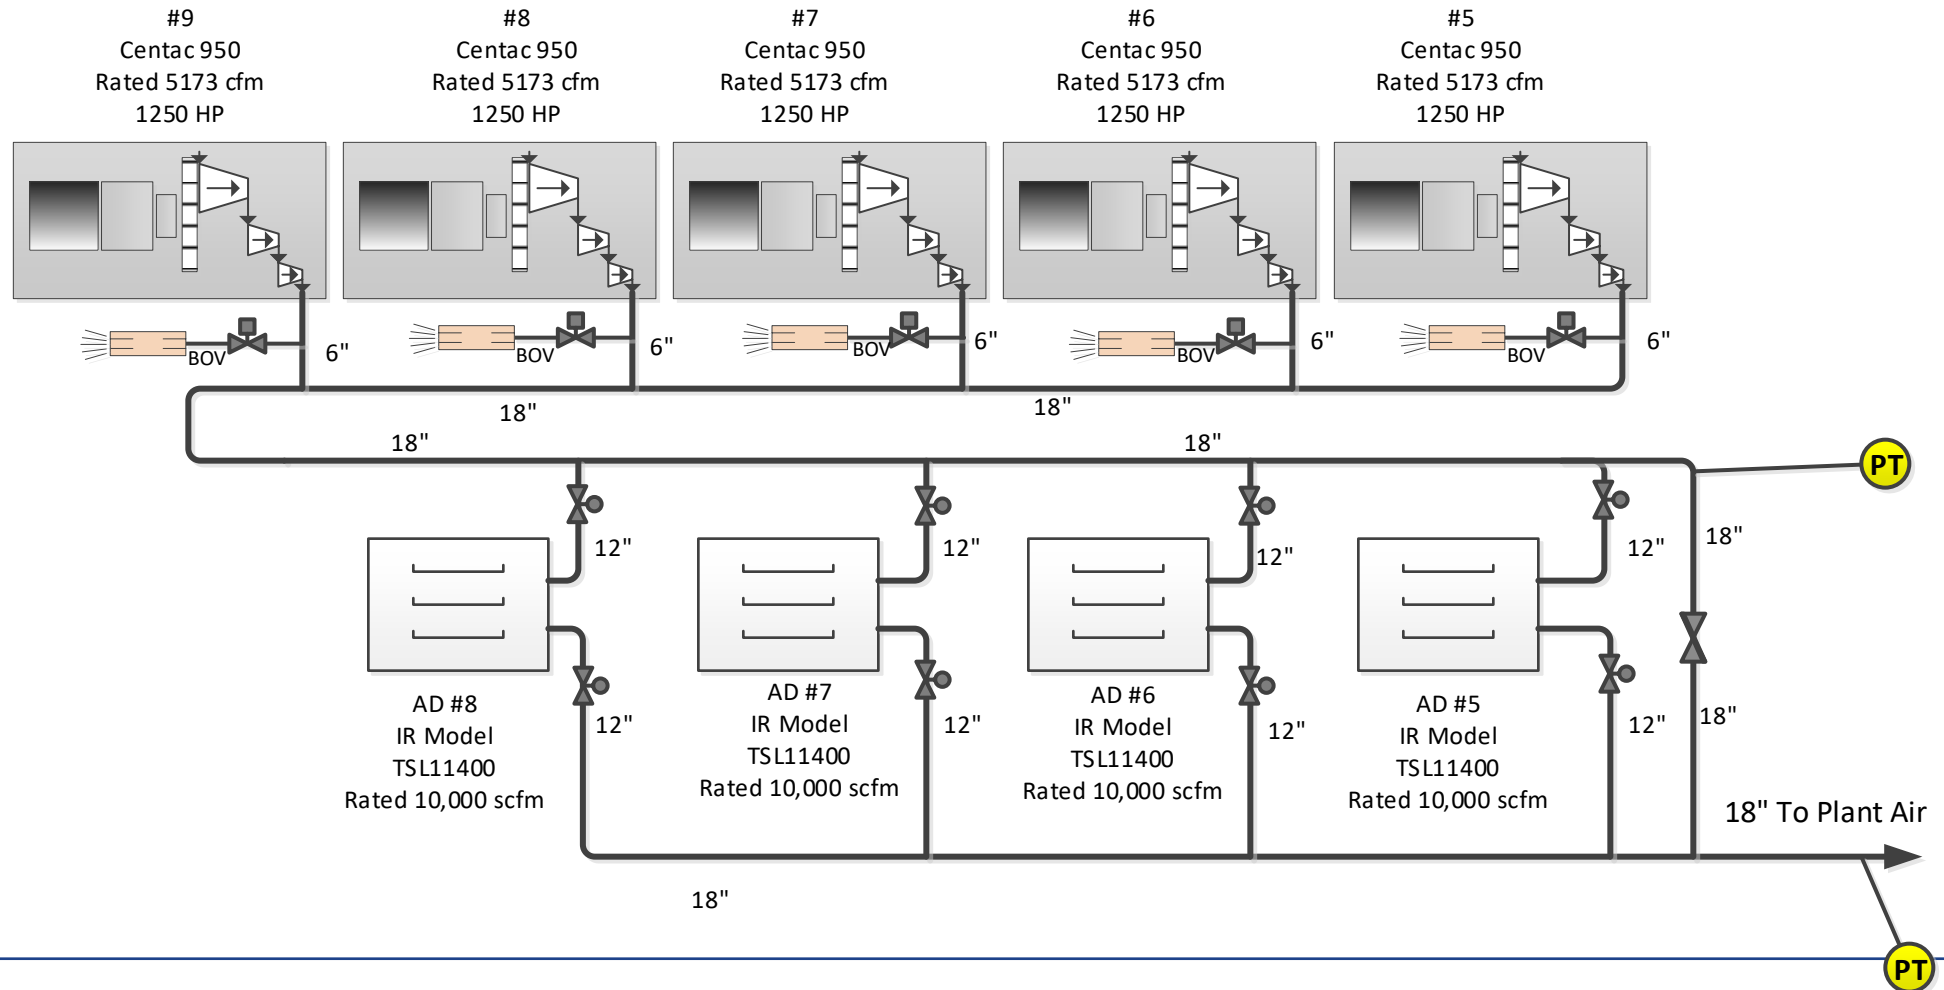 #9
Centac 950
Rated 5173 cfm
1250 HP
#8
Centac 950
Rated 5173 cfm
1250 HP
#7
Centac 950
Rated 5173 cfm
1250 HP
#6
Centac 950
Rated 5173 cfm
1250 HP
#5
Centac 950
Rated 5173 cfm
1250 HP
BOV
6"
BOV
6"
BOV
6"
BOV
6"
BOV
6"
18"
18"
18"
18"
PT
12"
12"
12"
12"
18"
AD #8
IR Model
TSL11400
Rated 10,000 scfm
12"
AD #7
IR Model
TSL11400
Rated 10,000 scfm
12"
AD #6
IR Model
TSL11400
Rated 10,000 scfm
12"
AD #5
IR Model
TSL11400
Rated 10,000 scfm
12"
18"
18" To Plant Air
18"
PT